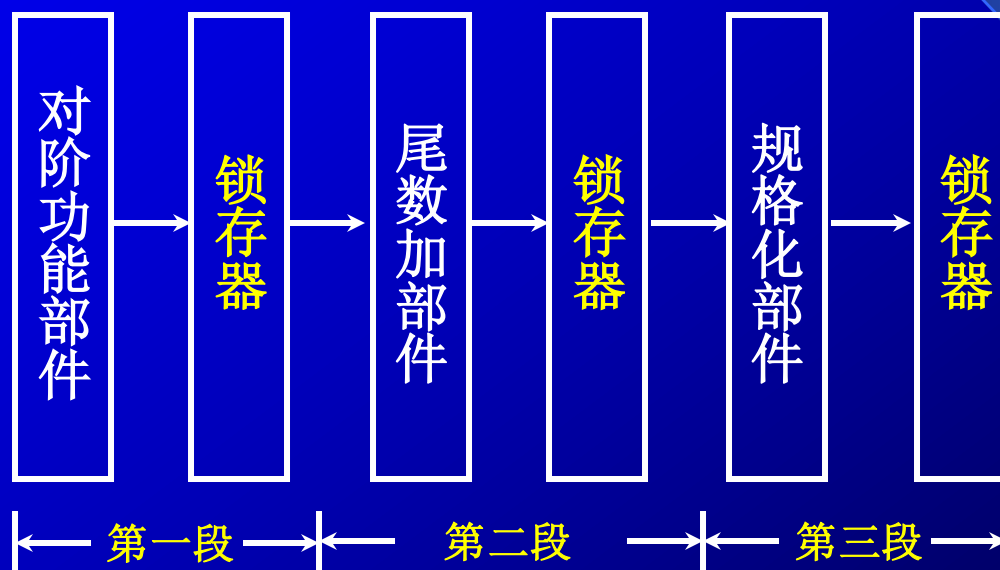 对阶功能部件
锁存器
尾数加部件
锁存器
规格化部件
锁存器
第一段
第二段
第三段